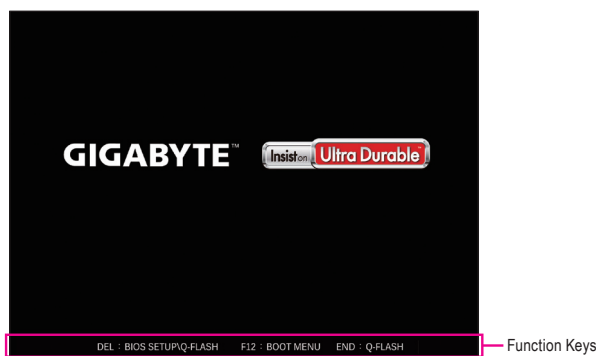 GIGABYTE™
Insist on Ultra Durable™
DEL : BIOS SETUP\Q-FLASH F12 : BOOT MENU END : Q-FLASH
Function Keys